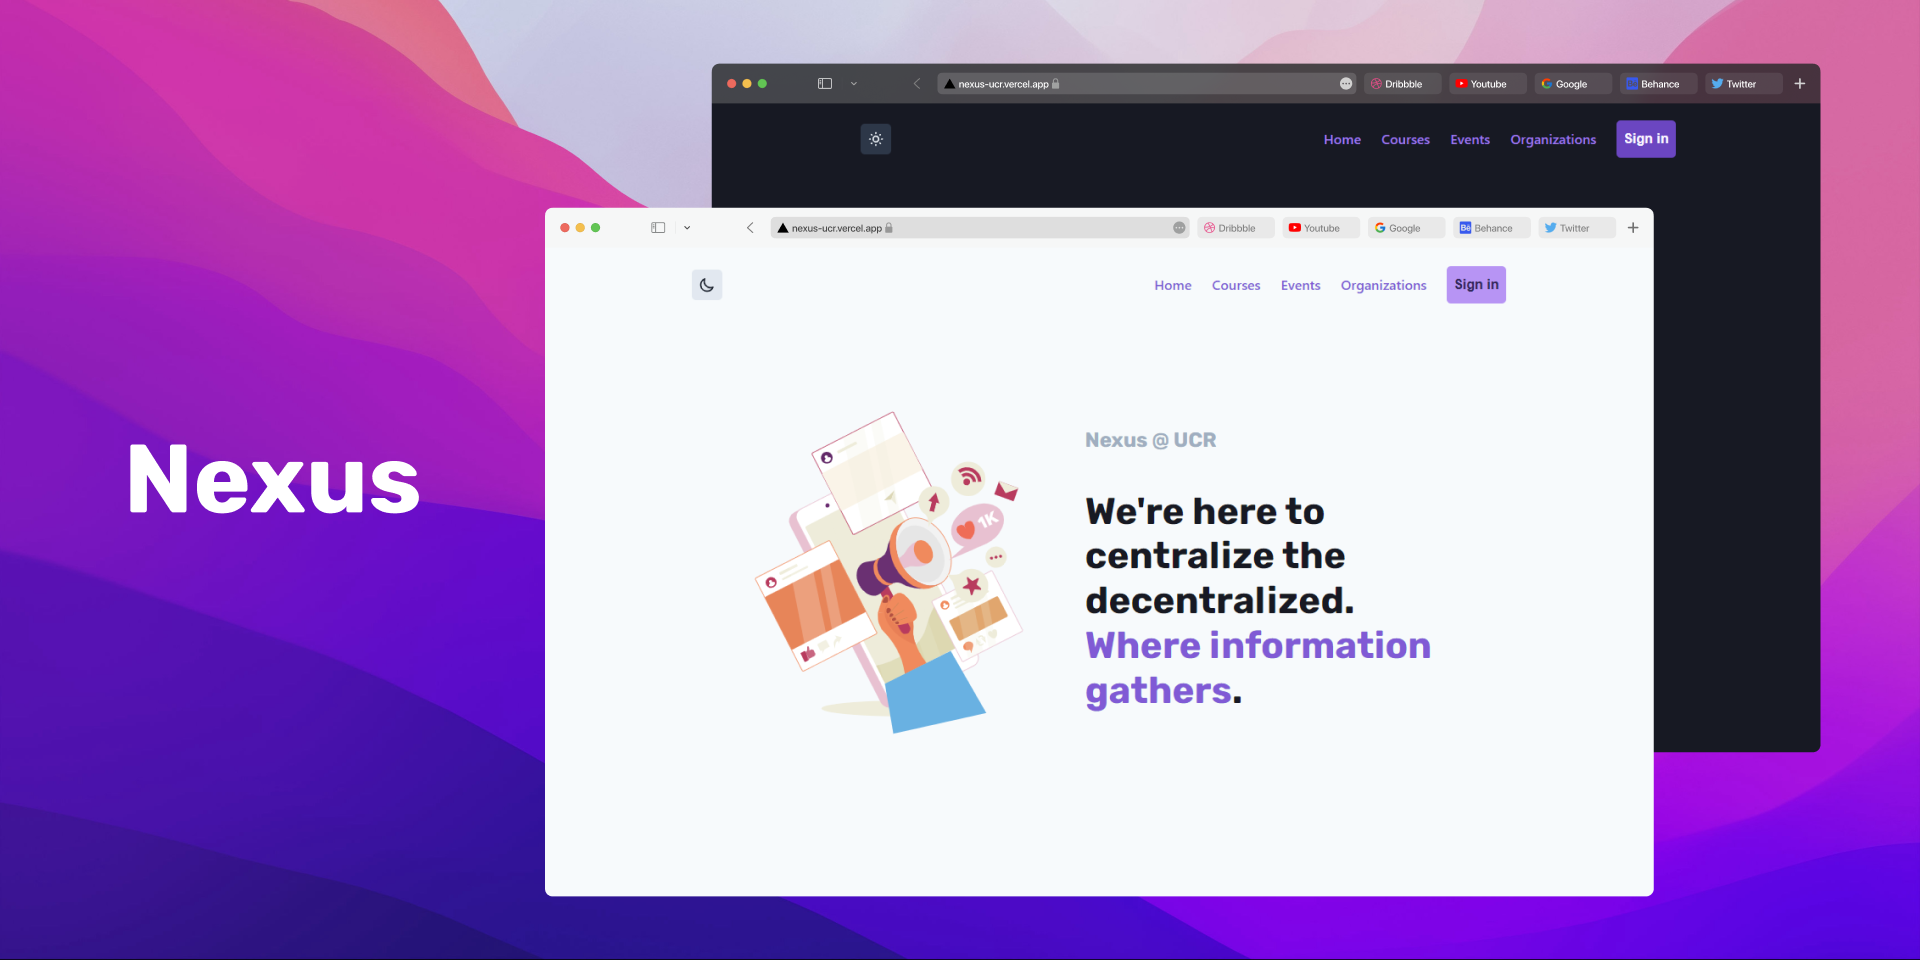 Nexus
nexus-ucr.vercel.app
Dribbble
Youtube
Google
Behance
Twitter
Home
Courses
Events
Organizations
Sign in
nexus-ucr.vercel.app
Dribbble
Youtube
Google
Bē Behance
Twitter
Home
Courses
Events
Organizations
Sign in
1K
Nexus @ UCR
We're here to
centralize the
decentralized.
Where information
gathers.